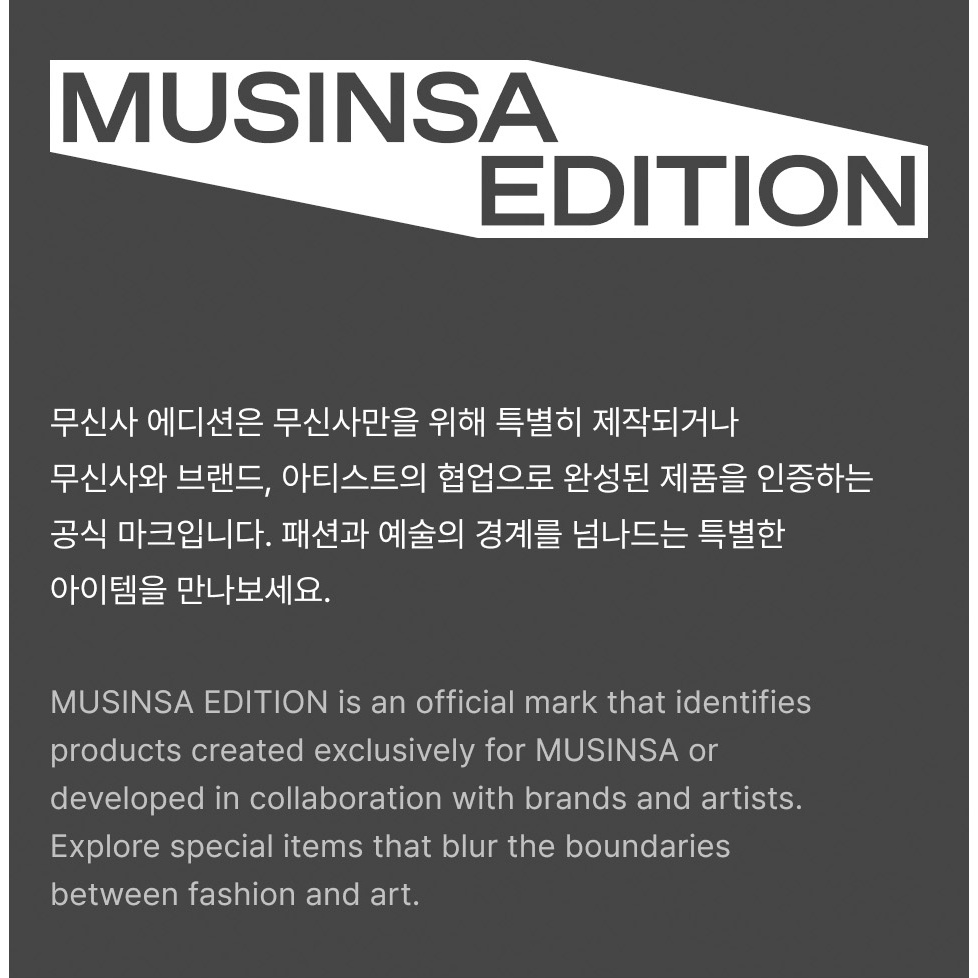 MUSINSA
EDITION
무신사 에디션은 무신사만을 위해 특별히 제작되거나
무신사와 브랜드, 아티스트의 협업으로 완성된 제품을 인증하는
공식 마크입니다. 패션과 예술의 경계를 넘나드는 특별한
아이템을 만나보세요.
MUSINSA EDITION is an official mark that identifies
products created exclusively for MUSINSA or
developed in collaboration with brands and artists.
Explore special items that blur the boundaries
between fashion and art.